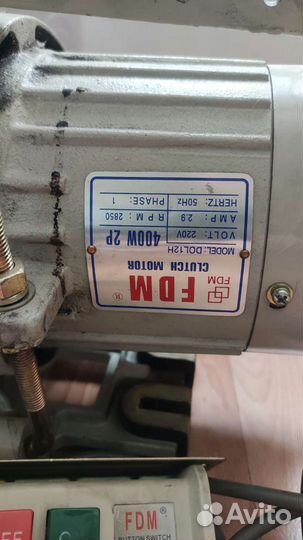 FDM
FDM ®
CLUTCH MOTOR
MODEL: DOL12H
400W 2P
VOLT: 220V
AMP: 2.9
RPM: 2850
HERTZ: 50Hz
PHASE: 1
FDM®
BUTTON SWITCH
Avito